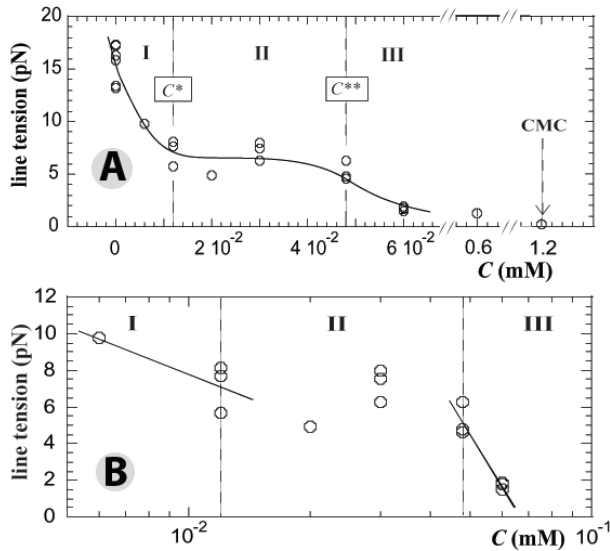 20
15
10
5
0
line tension (pN)
I II III
C* C**
CMC
A
0 2 10⁻² 4 10⁻² 6 10⁻² 0.6 1.2
C (mM)
12
10
8
6
4
2
0
line tension (pN)
I II III
B
10⁻² C (mM) 10⁻¹